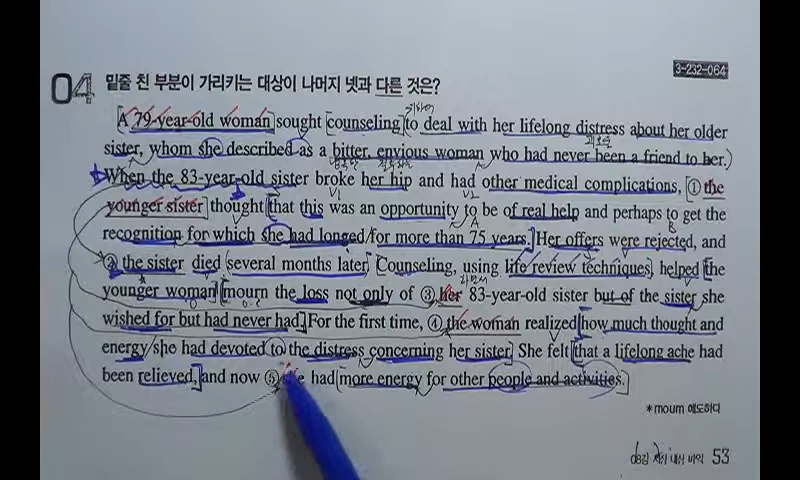 3-232-064
04 밑줄 친 부분이 가리키는 대상이 나머지 넷과 다른 것은?
A 79-year-old woman sought counseling to deal with her lifelong distress about her older
sister, whom she described as a bitter, envious woman who had never been a friend to her.
When the 83-year-old sister broke her hip and had other medical complications, ① the
younger sister thought that this was an opportunity to be of real help and perhaps to get the
recognition for which she had longed for more than 75 years. Her offers were rejected, and
② the sister died several months later. Counseling, using life review techniques, helped the
younger woman mourn the loss not only of ③ her 83-year-old sister but of the sister she
wished for but had never had. For the first time, ④ the woman realized how much thought and
energy she had devoted to the distress concerning her sister. She felt that a lifelong ache had
been relieved, and now ⑤ she had more energy for other people and activities.
*mourn 애도하다
53